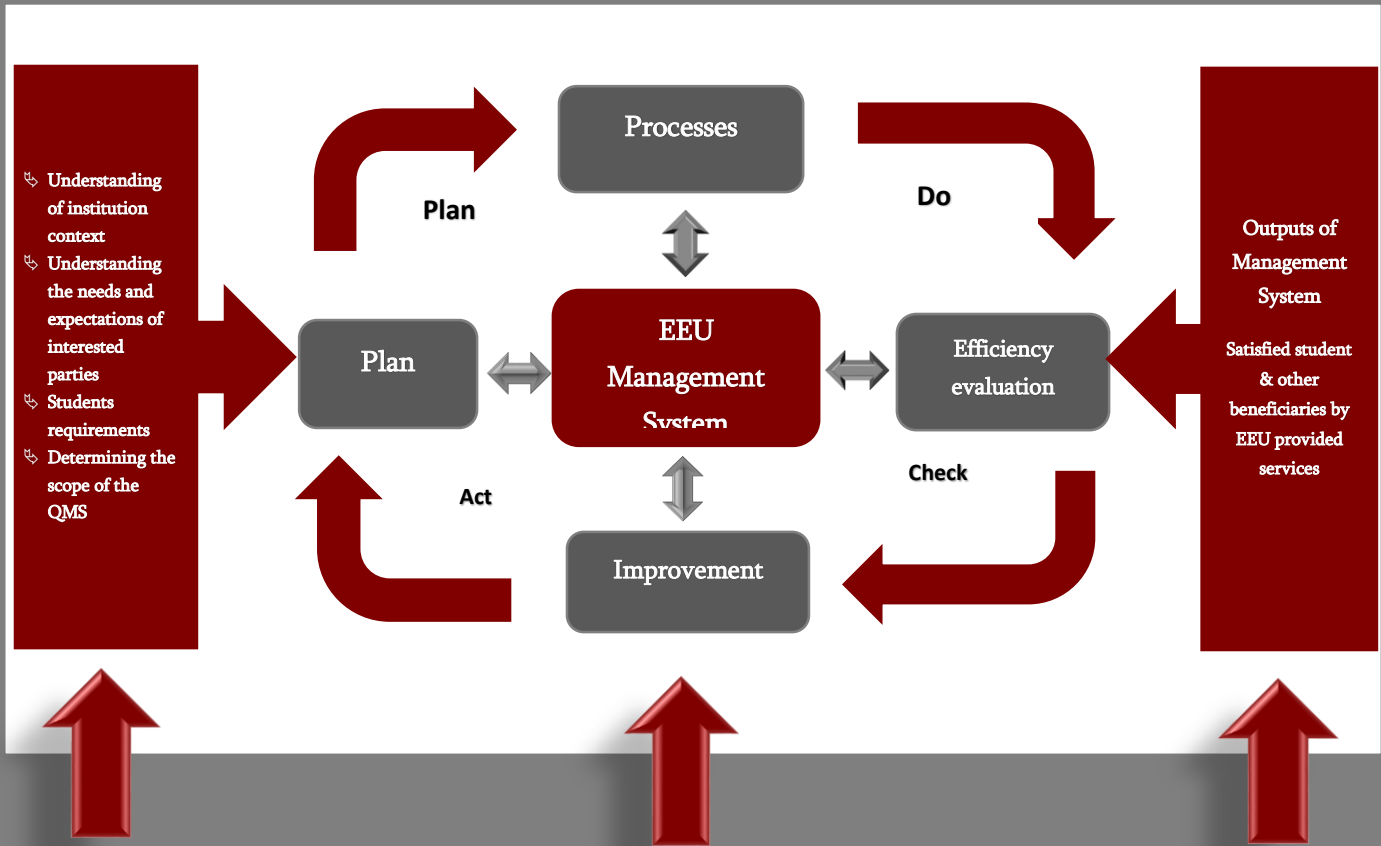 Understanding
of institution
context
Understanding
the needs and
expectations of
interested
parties
Students
requirements
Determining the
scope of the
QMS
Plan
Processes
Do
Plan
EEU
Management
System
Efficiency
evaluation
Act
Check
Improvement
Outputs of
Management
System
Satisfied student
& other
beneficiaries by
EEU provided
services